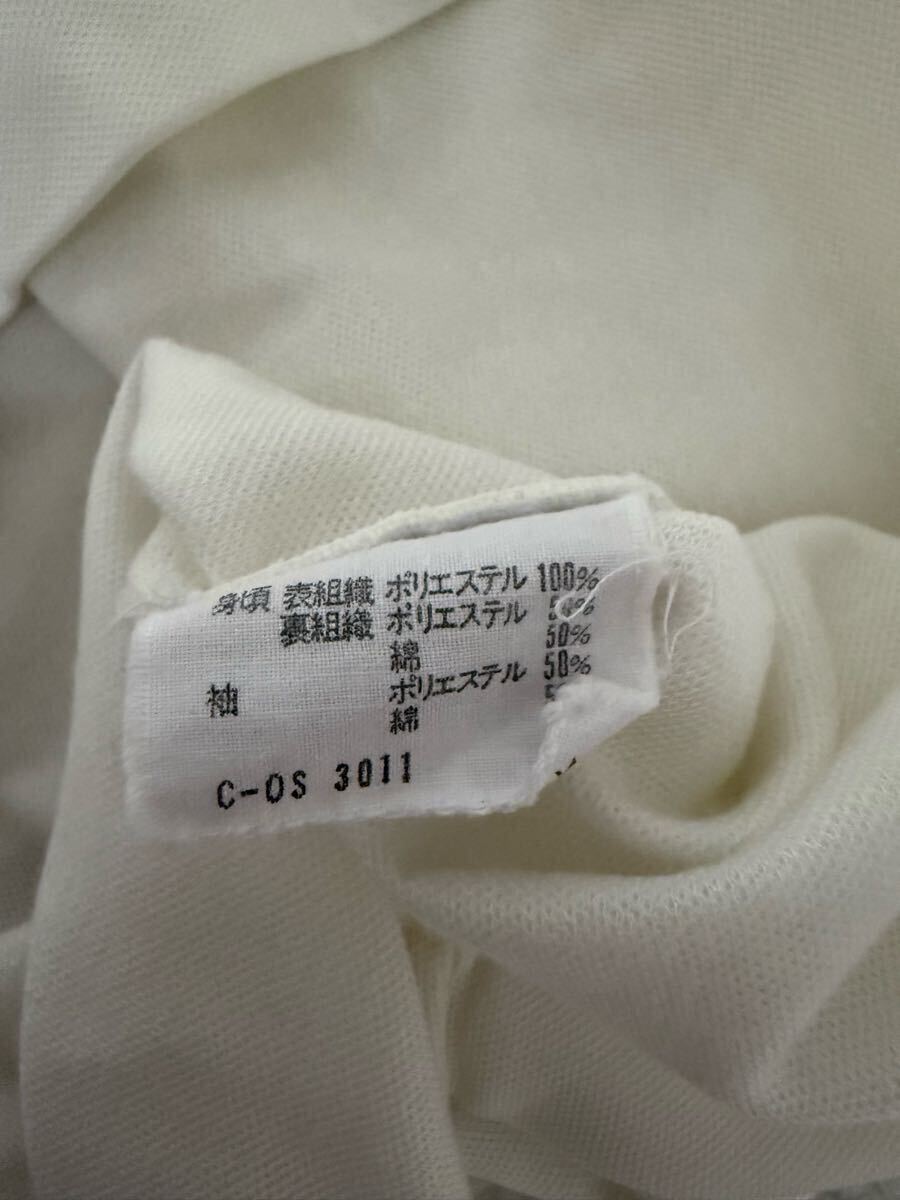 身頃 表組織 ポリエステル 100%
裏組織 ポリエステル 50%
綿 50%
袖 ポリエステル 50%
綿
C-OS 3011